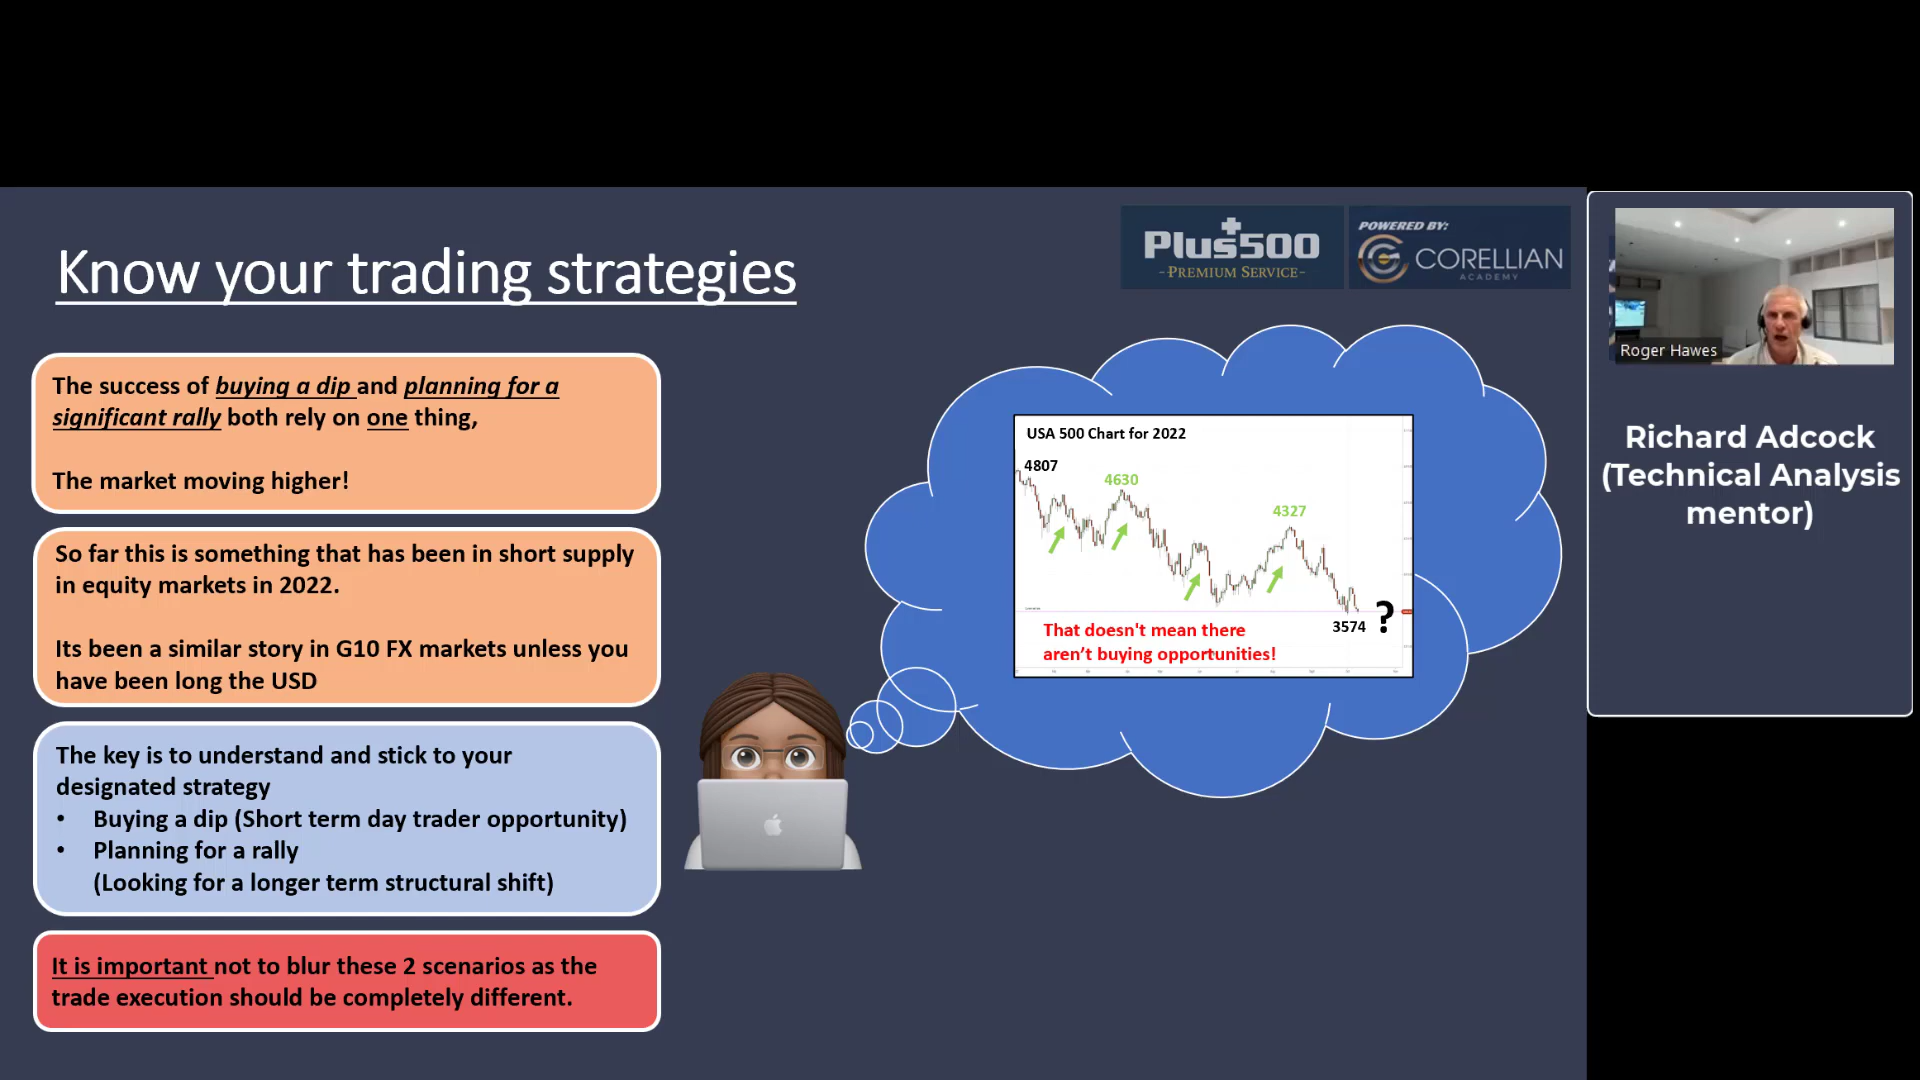 Know your trading strategies
Plus500
-PREMIUM SERVICE-
POWERED BY:
CORELLIAN
ACADEMY
The success of buying a dip and planning for a
significant rally both rely on one thing,
The market moving higher!
So far this is something that has been in short supply
in equity markets in 2022.
Its been a similar story in G10 FX markets unless you
have been long the USD
The key is to understand and stick to your
designated strategy
• Buying a dip (Short term day trader opportunity)
• Planning for a rally
(Looking for a longer term structural shift)
It is important not to blur these 2 scenarios as the
trade execution should be completely different.
USA 500 Chart for 2022
4807
4630
4327
3574 ?
That doesn't mean there
aren’t buying opportunities!
Roger Hawes
Richard Adcock
(Technical Analysis
mentor)